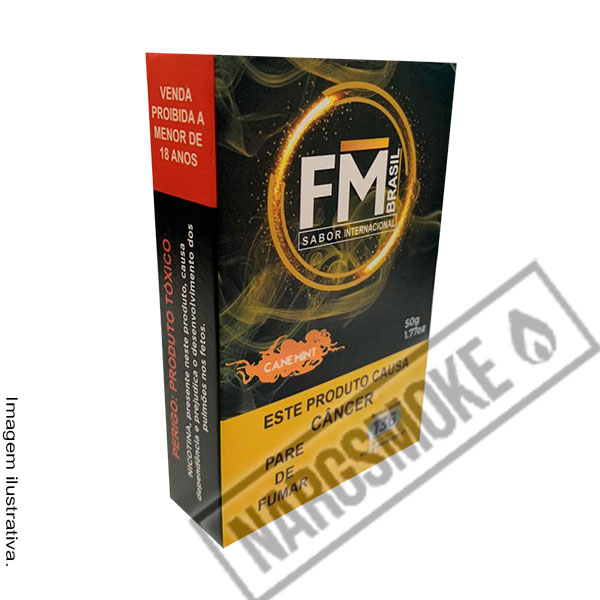 VENDA
PROIBIDA A
MENOR DE
18 ANOS
PERIGO: PRODUTO TÓXICO
NICOTINA, presente neste produto, causa
dependência e prejudica o desenvolvimento dos
pulmões nos fetos.
FM
BRASIL
SABOR INTERNACIONAL
50g
1.77oz
CANE MINT
ESTE PRODUTO CAUSA
CÂNCER
PARE
DE
FUMAR
136
NARGSMOKE
Imagem ilustrativa.